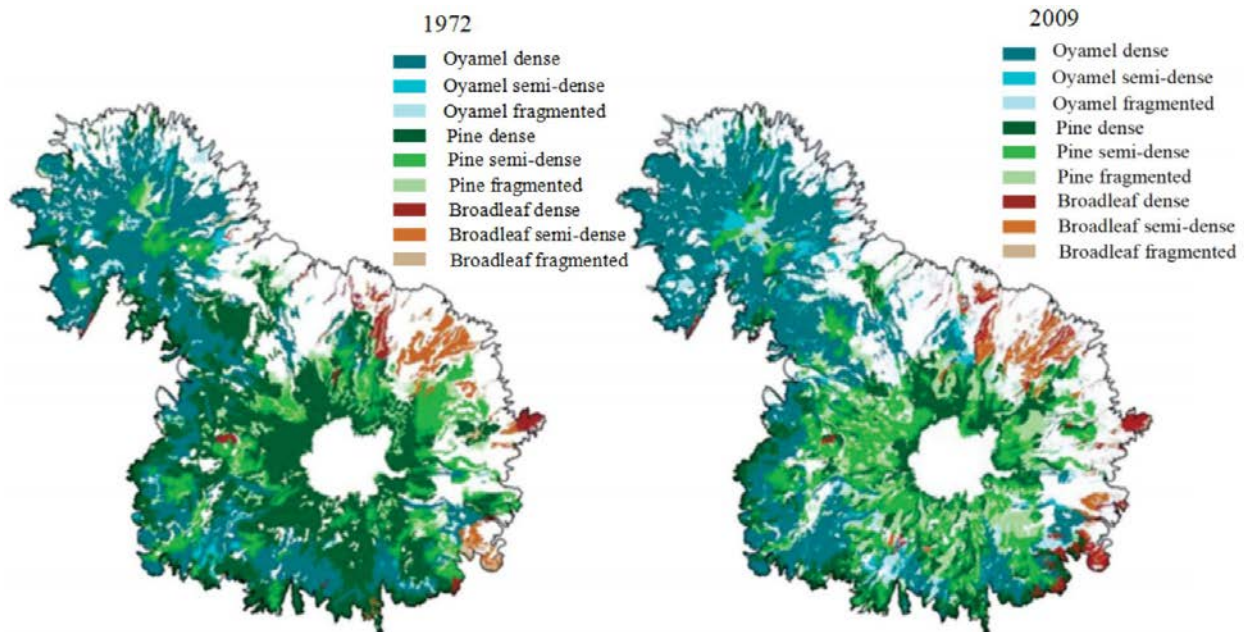 1972
Oyamel dense
Oyamel semi-dense
Oyamel fragmented
Pine dense
Pine semi-dense
Pine fragmented
Broadleaf dense
Broadleaf semi-dense
Broadleaf fragmented
2009
Oyamel dense
Oyamel semi-dense
Oyamel fragmented
Pine dense
Pine semi-dense
Pine fragmented
Broadleaf dense
Broadleaf semi-dense
Broadleaf fragmented